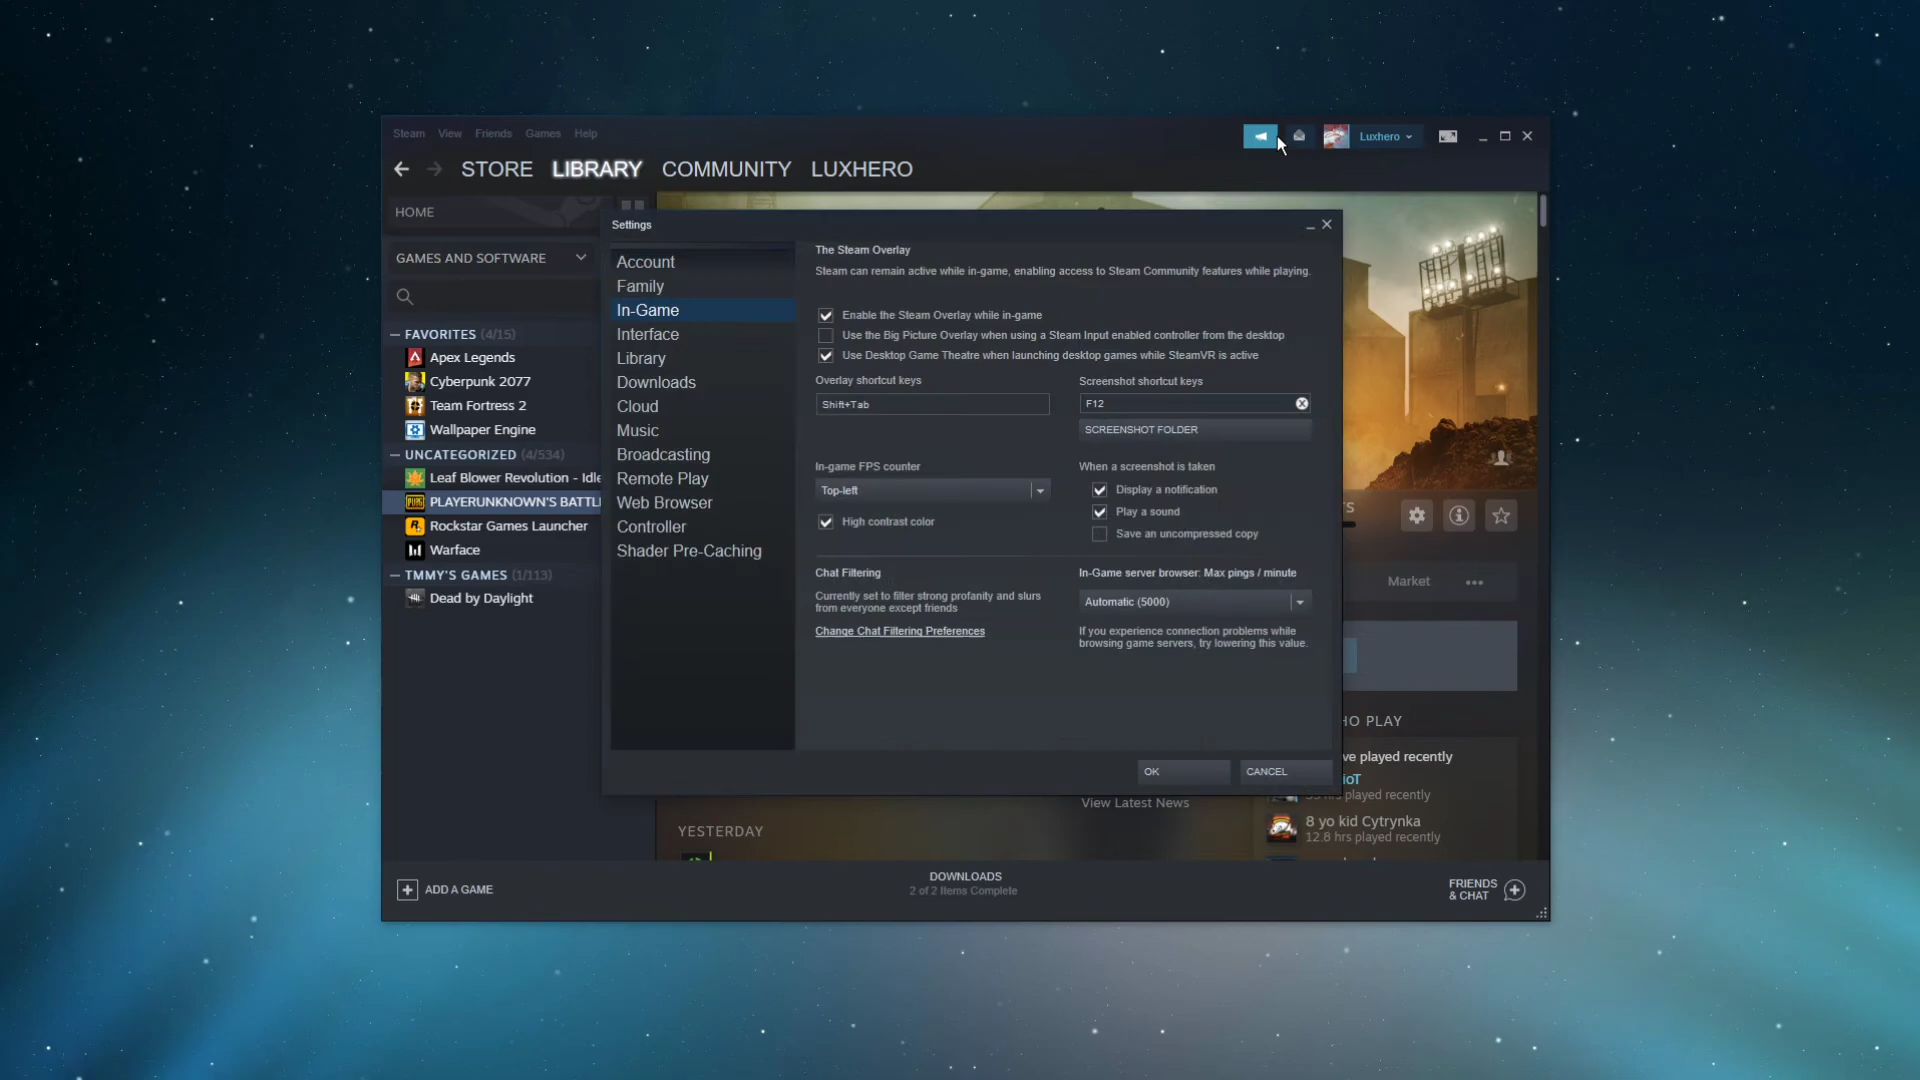 Steam View Friends Games Help
Luxhero
STORE LIBRARY COMMUNITY LUXHERO
HOME
GAMES AND SOFTWARE
FAVORITES (4/15)
Apex Legends
Cyberpunk 2077
Team Fortress 2
Wallpaper Engine
UNCATEGORIZED (4/534)
Leaf Blower Revolution - Idle
PLAYERUNKNOWN'S BATTL
Rockstar Games Launcher
Warface
TMMY'S GAMES (1/113)
Dead by Daylight
Settings
Account
Family
In-Game
Interface
Library
Downloads
Cloud
Music
Broadcasting
Remote Play
Web Browser
Controller
Shader Pre-Caching
The Steam Overlay
Steam can remain active while in-game, enabling access to Steam Community features while playing.
Enable the Steam Overlay while in-game
Use the Big Picture Overlay when using a Steam Input enabled controller from the desktop
Use Desktop Game Theatre when launching desktop games while SteamVR is active
Overlay shortcut keys
Shift+Tab
Screenshot shortcut keys
F12
SCREENSHOT FOLDER
In-game FPS counter
Top-left
High contrast color
When a screenshot is taken
Display a notification
Play a sound
Save an uncompressed copy
Chat Filtering
Currently set to filter strong profanity and slurs
from everyone except friends
Change Chat Filtering Preferences
In-Game server browser: Max pings / minute
Automatic (5000)
If you experience connection problems while
browsing game servers, try lowering this value.
OK
CANCEL
Market
HO PLAY
ve played recently
ioT
hrs played recently
8 yo kid Cytrynka
12.8 hrs played recently
View Latest News
YESTERDAY
ADD A GAME
DOWNLOADS
2 of 2 Items Complete
FRIENDS
& CHAT